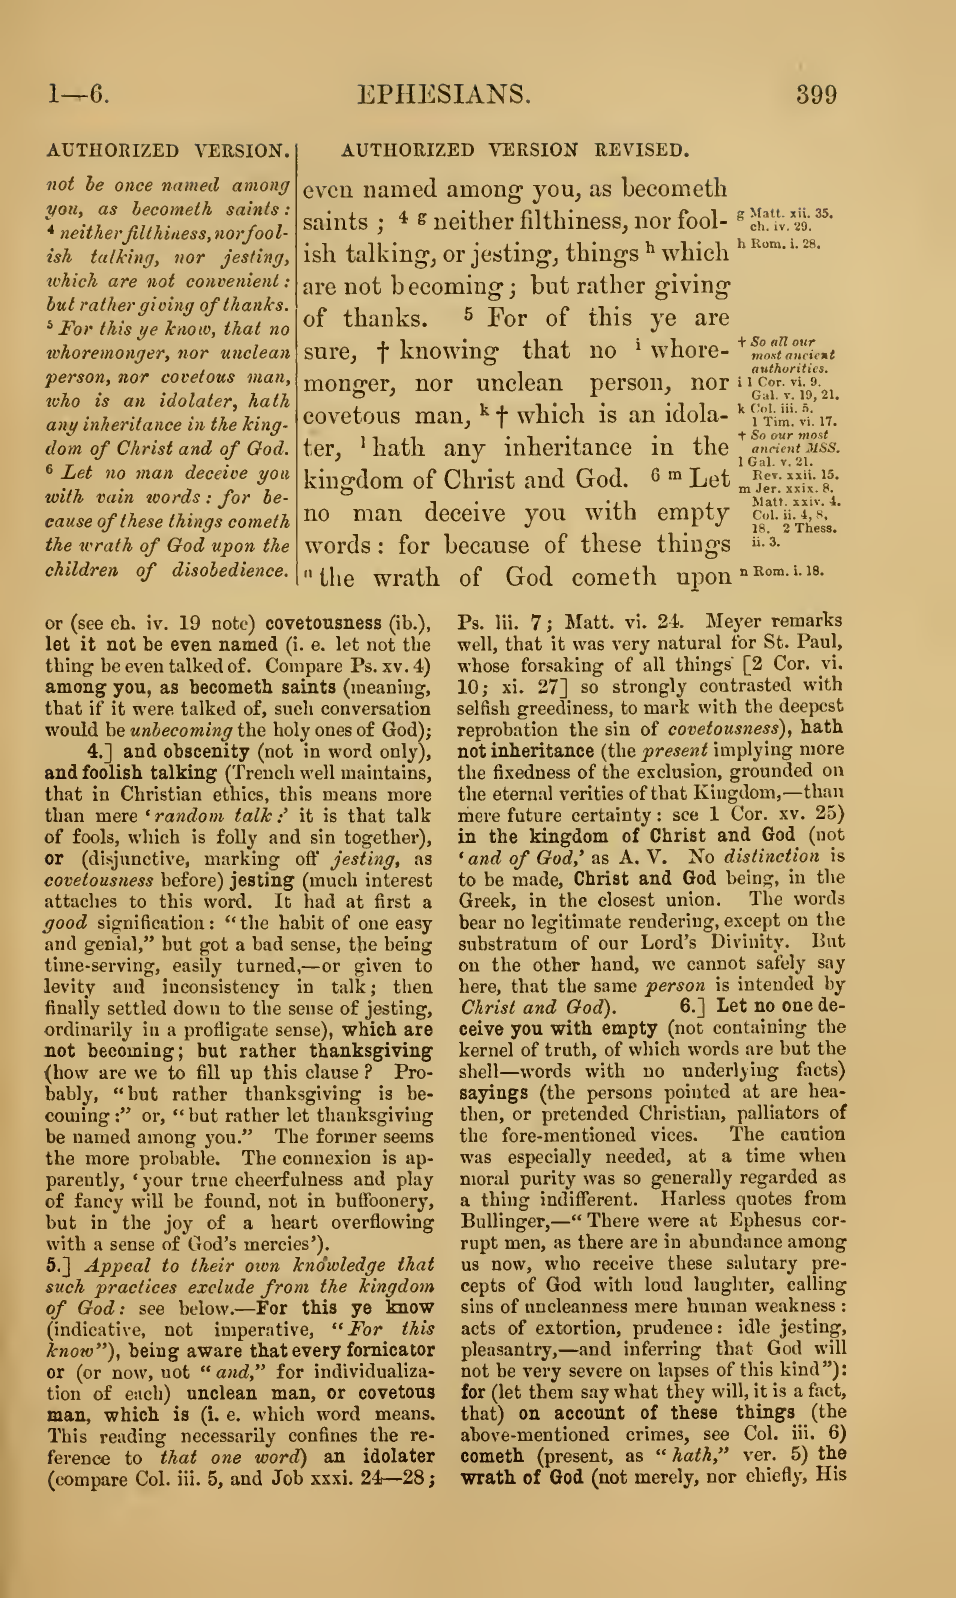 1—6.
EPHESIANS.
399
AUTHORIZED VERSION.
not be once named among
you, as becometh saints:
4 neither filthiness, nor fool-
ish talking, nor jesting,
which are not convenient:
but rather giving of thanks.
5 For this ye know, that no
whoremonger, nor unclean
person, nor covetous man,
who is an idolater, hath
any inheritance in the king-
dom of Christ and of God.
6 Let no man deceive you
with vain words: for be-
cause of these things cometh
the wrath of God upon the
children of disobedience.
AUTHORIZED VERSION REVISED.
even named among you, as becometh
saints ; 4 g neither filthiness, nor fool-
ish talking, or jesting, things h which
are not becoming; but rather giving
of thanks. 5 For of this ye are
sure, † knowing that no i whore-
monger, nor unclean person, nor
covetous man, k † which is an idola-
ter, l hath any inheritance in the
kingdom of Christ and God. 6 m Let
no man deceive you with empty
words: for because of these things
n the wrath of God cometh upon
g Matt. xii. 35.
ch. iv. 29.
h Rom. i. 28.
† So all our
most ancient
authorities.
i 1 Cor. vi. 9.
Gal. v. 19, 21.
k Col. iii. 5.
1 Tim. vi. 17.
† So our most
ancient MSS.
l Gal. v. 21.
Rev. xxii. 15.
m Jer. xxix. 8.
Matt. xxiv. 4.
Col. ii. 4, 8,
18. 2 Thess.
ii. 3.
n Rom. i. 18.
or (see ch. iv. 19 note) covetousness (ib.),
let it not be even named (i. e. let not the
thing be even talked of. Compare Ps. xv. 4)
among you, as becometh saints (meaning,
that if it were talked of, such conversation
would be unbecoming the holy ones of God);
4.] and obscenity (not in word only),
and foolish talking (Trench well maintains,
that in Christian ethics, this means more
than mere ‘random talk:’ it is that talk
of fools, which is folly and sin together),
or (disjunctive, marking off jesting, as
covetousness before) jesting (much interest
attaches to this word. It had at first a
good signification: “the habit of one easy
and genial,” but got a bad sense, the being
time-serving, easily turned,—or given to
levity and inconsistency in talk; then
finally settled down to the sense of jesting,
ordinarily in a profligate sense), which are
not becoming; but rather thanksgiving
(how are we to fill up this clause ? Pro-
bably, “but rather thanksgiving is be-
coming:” or, “but rather let thanksgiving
be named among you.” The former seems
the more probable. The connexion is ap-
parently, ‘your true cheerfulness and play
of fancy will be found, not in buffoonery,
but in the joy of a heart overflowing
with a sense of God's mercies’).
5.] Appeal to their own knowledge that
such practices exclude from the kingdom
of God: see below.—For this ye know
(indicative, not imperative, “For this
know”), being aware that every fornicator
or (or now, not “and,” for individualiza-
tion of each) unclean man, or covetous
man, which is (i. e. which word means.
This reading necessarily confines the re-
ference to that one word) an idolater
(compare Col. iii. 5, and Job xxxi. 24—28;
Ps. lii. 7; Matt. vi. 24. Meyer remarks
well, that it was very natural for St. Paul,
whose forsaking of all things [2 Cor. vi.
10; xi. 27] so strongly contrasted with
selfish greediness, to mark with the deepest
reprobation the sin of covetousness), hath
not inheritance (the present implying more
the fixedness of the exclusion, grounded on
the eternal verities of that Kingdom,—than
mere future certainty: see 1 Cor. xv. 25)
in the kingdom of Christ and God (not
‘and of God,’ as A. V. No distinction is
to be made, Christ and God being, in the
Greek, in the closest union. The words
bear no legitimate rendering, except on the
substratum of our Lord's Divinity. But
on the other hand, we cannot safely say
here, that the same person is intended by
Christ and God). 6.] Let no one de-
ceive you with empty (not containing the
kernel of truth, of which words are but the
shell—words with no underlying facts)
sayings (the persons pointed at are hea-
then, or pretended Christian, palliators of
the fore-mentioned vices. The caution
was especially needed, at a time when
moral purity was so generally regarded as
a thing indifferent. Harless quotes from
Bullinger,—“There were at Ephesus cor-
rupt men, as there are in abundance among
us now, who receive these salutary pre-
cepts of God with loud laughter, calling
sins of uncleanness mere human weakness:
acts of extortion, prudence: idle jesting,
pleasantry,—and inferring that God will
not be very severe on lapses of this kind”):
for (let them say what they will, it is a fact,
that) on account of these things (the
above-mentioned crimes, see Col. iii. 6)
cometh (present, as “hath,” ver. 5) the
wrath of God (not merely, nor chiefly, His